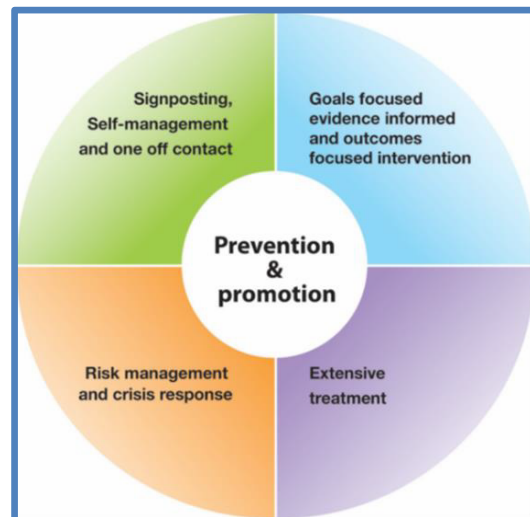 Signposting,
Self-management
and one off contact
Goals focused
evidence informed
and outcomes
focused intervention
Prevention
&
promotion
Risk management
and crisis response
Extensive
treatment